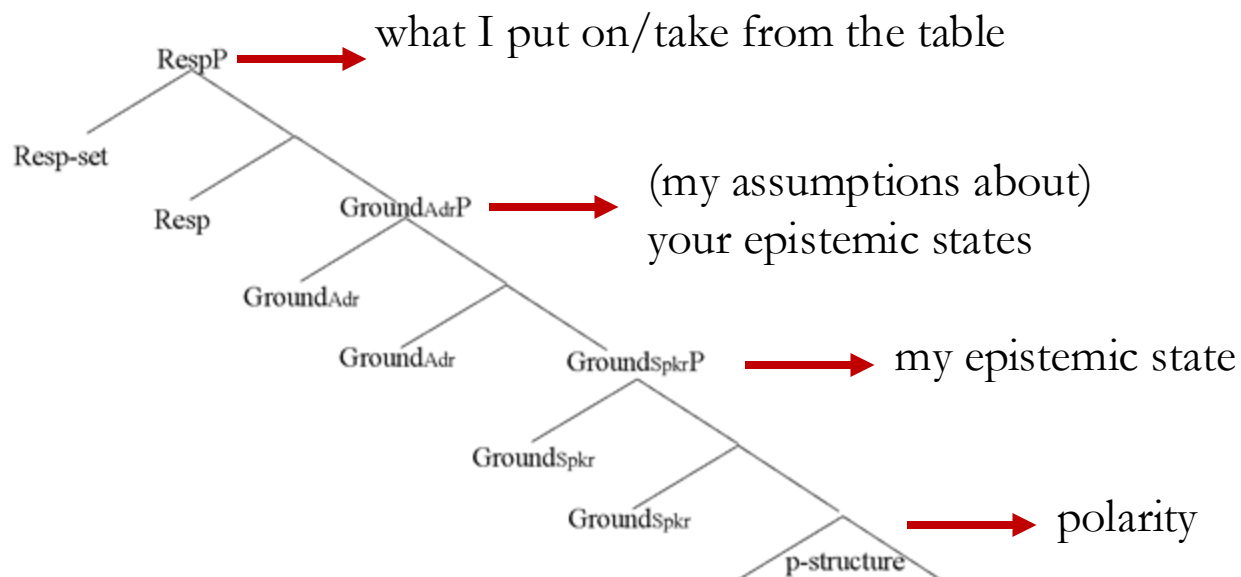 what I put on/take from the table
RespP
Resp-set
(my assumptions about)
Resp
GroundAdrP
your epistemic states
GroundAdr
GroundAdr
GroundSpkrP
my epistemic state
GroundSpkr
GroundSpkr
polarity
p-structure